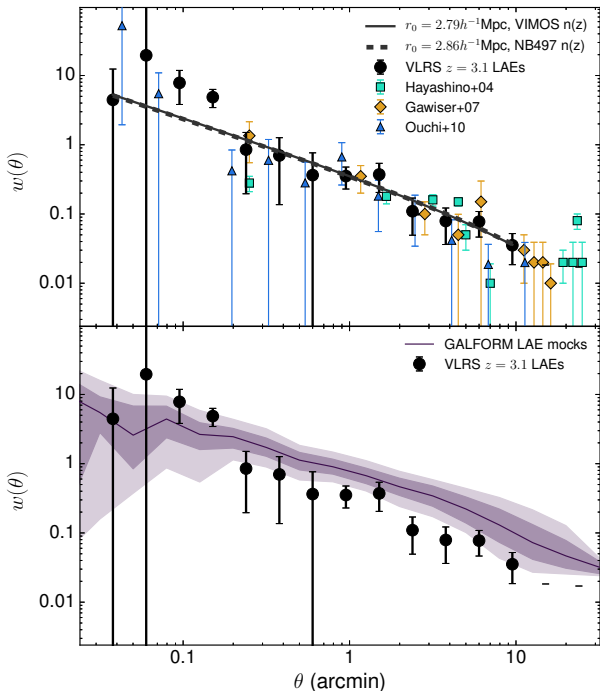 r₀ = 2.79h⁻¹Mpc, VIMOS n(z)
r₀ = 2.86h⁻¹Mpc, NB497 n(z)
VLRS z = 3.1 LAEs
Hayashino+04
Gawiser+07
Ouchi+10
10
1
0.1
0.01
w(θ)
GALFORM LAE mocks
VLRS z = 3.1 LAEs
10
1
0.1
0.01
w(θ)
0.1 1 10
θ (arcmin)